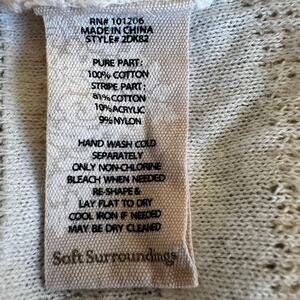 RN# 101206
MADE IN CHINA
STYLE# 2DK82
PURE PART:
100% COTTON
STRIPE PART:
81% COTTON
10% ACRYLIC
9% NYLON
HAND WASH COLD
SEPARATELY
ONLY NON-CHLORINE
BLEACH WHEN NEEDED
RE-SHAPE &
LAY FLAT TO DRY
COOL IRON IF NEEDED
MAY BE DRY CLEANED
Soft Surroundings